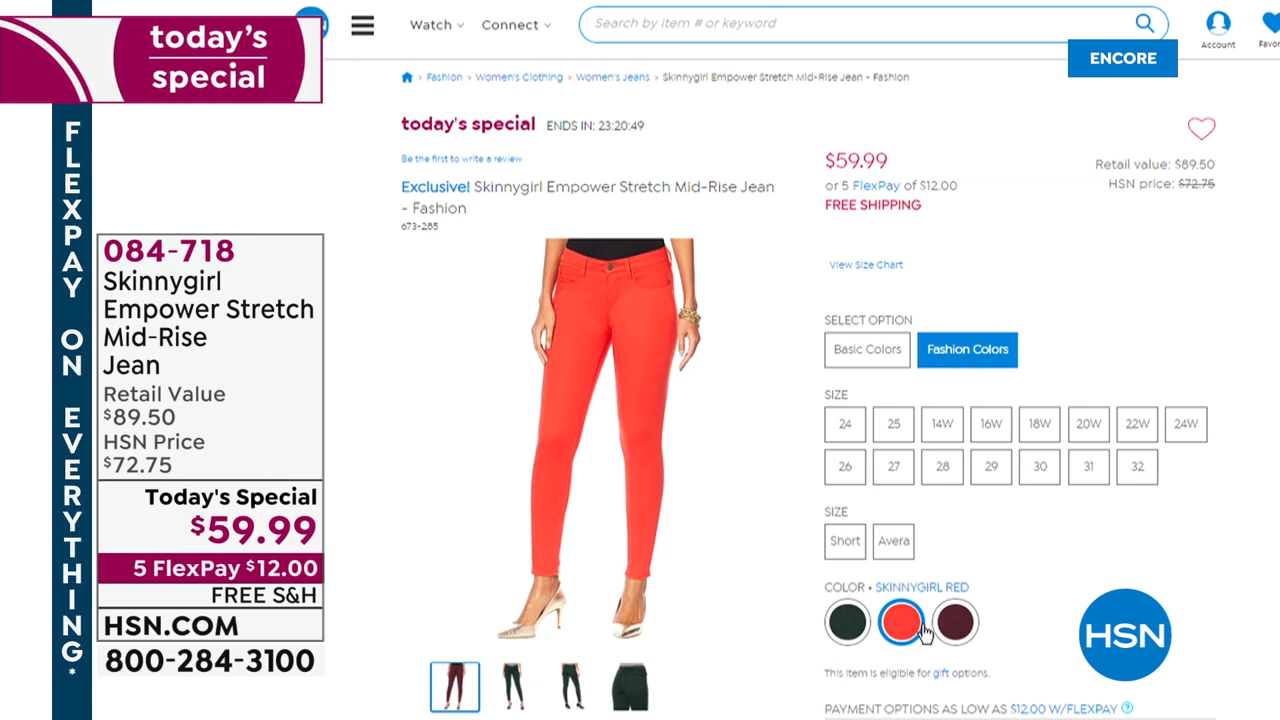 today's
special
FLEXPAY ON EVERYTHING*
084-718
Skinnygirl
Empower Stretch
Mid-Rise
Jean
Retail Value
$89.50
HSN Price
$72.75
Today's Special
$59.99
5 FlexPay $12.00
FREE S&H
HSN.COM
800-284-3100
Watch
Connect
Search by item # or keyword
Account
Favor
ENCORE
Fashion > Women's Clothing > Women's Jeans > Skinnygirl Empower Stretch Mid-Rise Jean - Fashion
today's special ENDS IN: 23:20:49
Be the first to write a review
Exclusive! Skinnygirl Empower Stretch Mid-Rise Jean
- Fashion
673-285
$59.99
Retail value: $89.50
or 5 FlexPay of $12.00
HSN price: $72.75
FREE SHIPPING
View Size Chart
SELECT OPTION
Basic Colors
Fashion Colors
SIZE
24 25 14W 16W 18W 20W 22W 24W
26 27 28 29 30 31 32
SIZE
Short Avera
COLOR • SKINNYGIRL RED
This item is eligible for gift options.
PAYMENT OPTIONS AS LOW AS $12.00 W/FLEXPAY ?
HSN